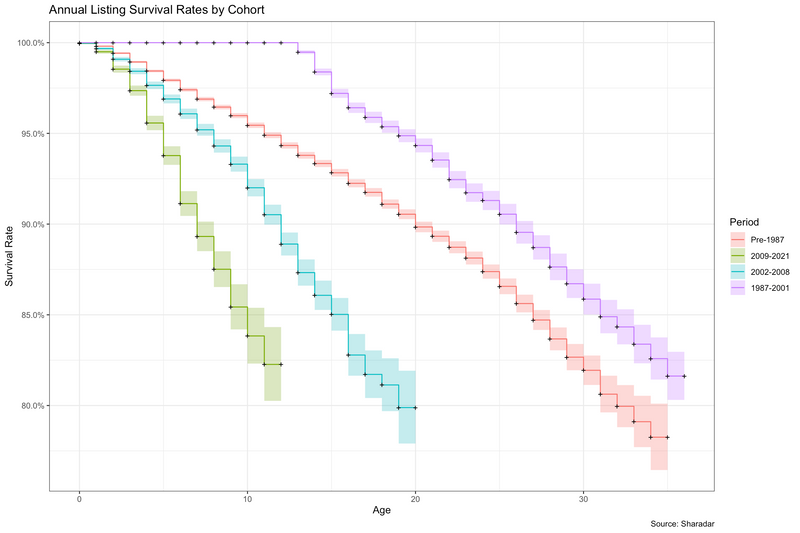 Annual Listing Survival Rates by Cohort
100.0%
95.0%
90.0%
85.0%
80.0%
Survival Rate
0
10
20
30
Age
Period
Pre-1987
2009-2021
2002-2008
1987-2001
Source: Sharadar